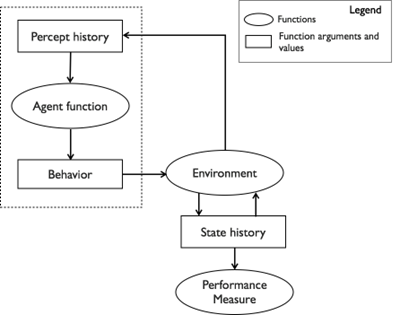 Legend
Functions
Function arguments and
values
Percept history
Agent function
Behavior
Environment
State history
Performance
Measure